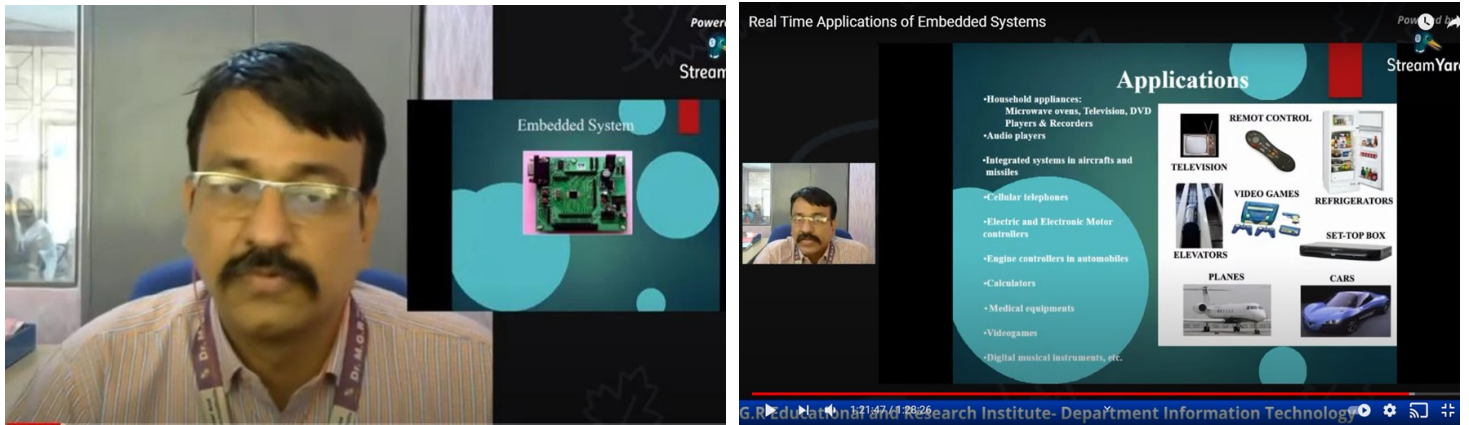 Powere
Stream
Embedded System
Dr.M.
Dr.M.G.R
Real Time Applications of Embedded Systems
Powered by
StreamYar
Applications
•Household appliances:
Microwave ovens, Television, DVD
Players & Recorders
•Audio players
•Integrated systems in aircrafts and
missiles
•Cellular telephones
•Electric and Electronic Motor
controllers
•Engine controllers in automobiles
•Calculators
•Medical equipments
•Videogames
•Digital musical instruments, etc.
REMOT CONTROL
TELEVISION
VIDEO GAMES
REFRIGERATORS
ELEVATORS
SET-TOP BOX
PLANES
CARS
1:21:47 / 1:28:26
G.R Educational and Research Institute- Department Information Technology